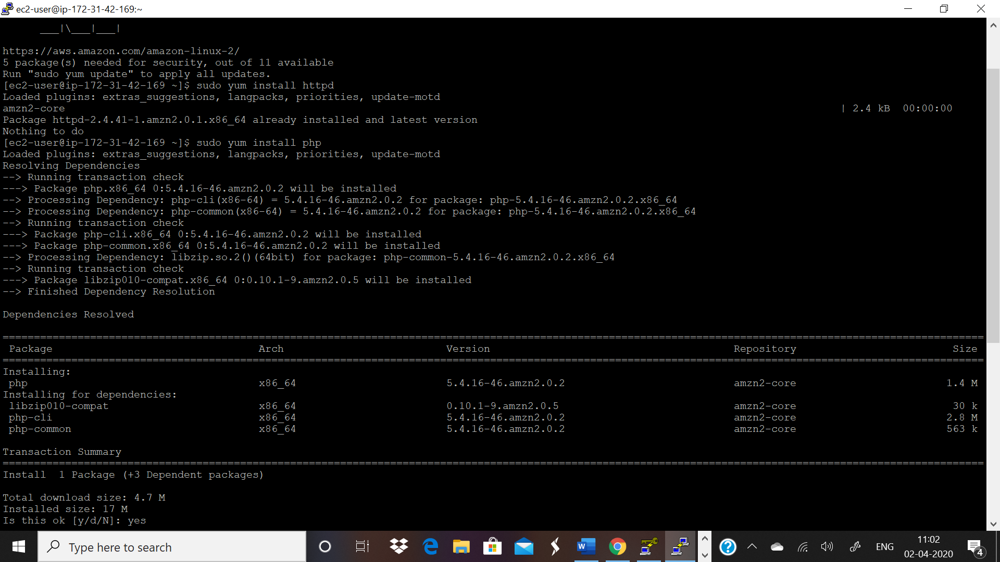 ec2-user@ip-172-31-42-169:~
___|\___|___|
https://aws.amazon.com/amazon-linux-2/
5 package(s) needed for security, out of 11 available
Run "sudo yum update" to apply all updates.
[ec2-user@ip-172-31-42-169 ~]$ sudo yum install httpd
Loaded plugins: extras_suggestions, langpacks, priorities, update-motd
amzn2-core | 2.4 kB 00:00:00
Package httpd-2.4.41-1.amzn2.0.1.x86_64 already installed and latest version
Nothing to do
[ec2-user@ip-172-31-42-169 ~]$ sudo yum install php
Loaded plugins: extras_suggestions, langpacks, priorities, update-motd
Resolving Dependencies
--> Running transaction check
---> Package php.x86_64 0:5.4.16-46.amzn2.0.2 will be installed
--> Processing Dependency: php-cli(x86-64) = 5.4.16-46.amzn2.0.2 for package: php-5.4.16-46.amzn2.0.2.x86_64
--> Processing Dependency: php-common(x86-64) = 5.4.16-46.amzn2.0.2 for package: php-5.4.16-46.amzn2.0.2.x86_64
--> Running transaction check
---> Package php-cli.x86_64 0:5.4.16-46.amzn2.0.2 will be installed
---> Package php-common.x86_64 0:5.4.16-46.amzn2.0.2 will be installed
--> Processing Dependency: libzip.so.2()(64bit) for package: php-common-5.4.16-46.amzn2.0.2.x86_64
--> Running transaction check
---> Package libzip010-compat.x86_64 0:0.10.1-9.amzn2.0.5 will be installed
--> Finished Dependency Resolution
Dependencies Resolved
Package Arch Version Repository Size
Installing:
php x86_64 5.4.16-46.amzn2.0.2 amzn2-core 1.4 M
Installing for dependencies:
libzip010-compat x86_64 0.10.1-9.amzn2.0.5 amzn2-core 30 k
php-cli x86_64 5.4.16-46.amzn2.0.2 amzn2-core 2.8 M
php-common x86_64 5.4.16-46.amzn2.0.2 amzn2-core 563 k
Transaction Summary
Install 1 Package (+3 Dependent packages)
Total download size: 4.7 M
Installed size: 17 M
Is this ok [y/d/N]: yes
Type here to search
ENG
11:02
02-04-2020
4